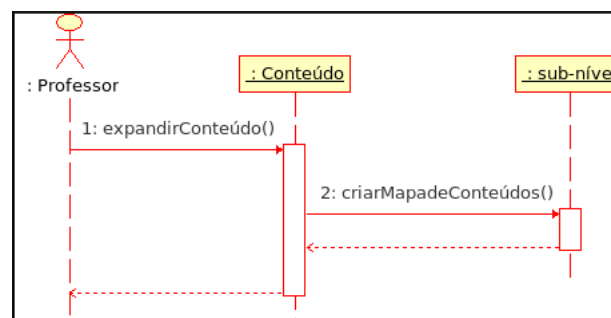 : Conteúdo
: sub-níve
: Professor
1: expandirConteúdo()
2: criarMapadeConteúdos()